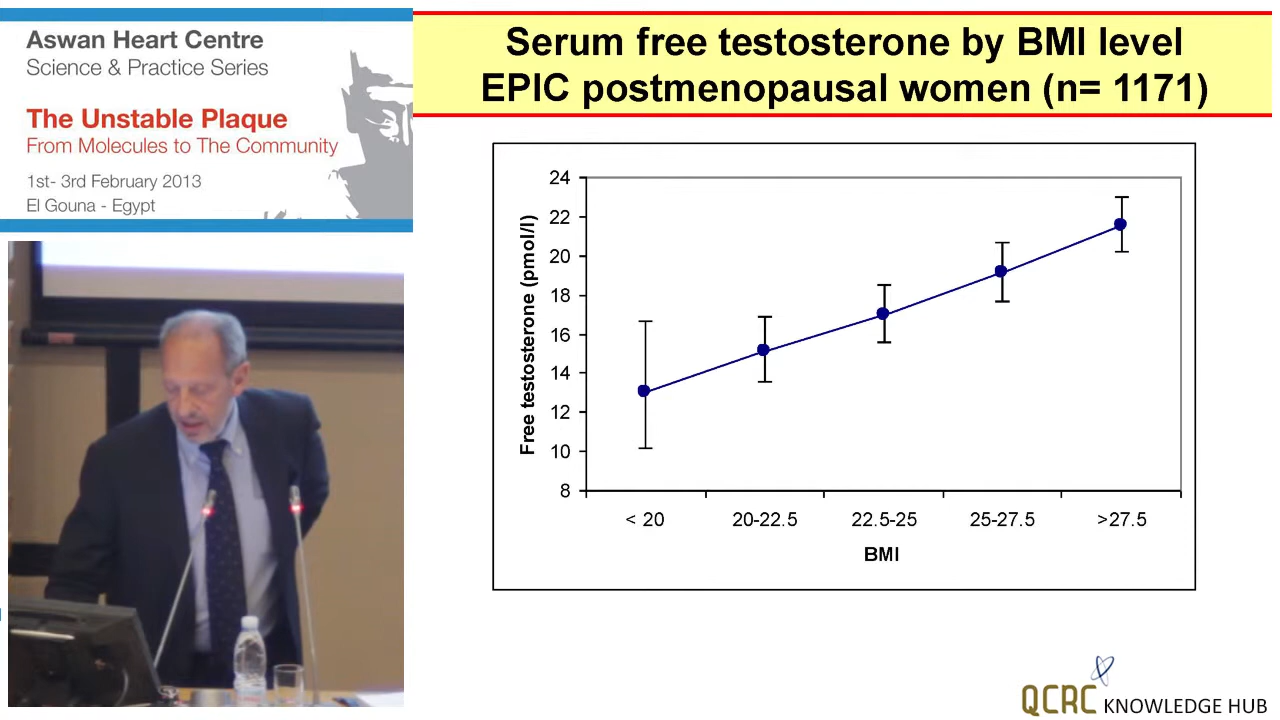 Aswan Heart Centre
Science & Practice Series
The Unstable Plaque
From Molecules to The Community
1st- 3rd February 2013
El Gouna - Egypt
Serum free testosterone by BMI level
EPIC postmenopausal women (n= 1171)
Free testosterone (pmol/l)
24
22
20
18
16
14
12
10
8
< 20
20-22.5
22.5-25
25-27.5
>27.5
BMI
QCRC KNOWLEDGE HUB